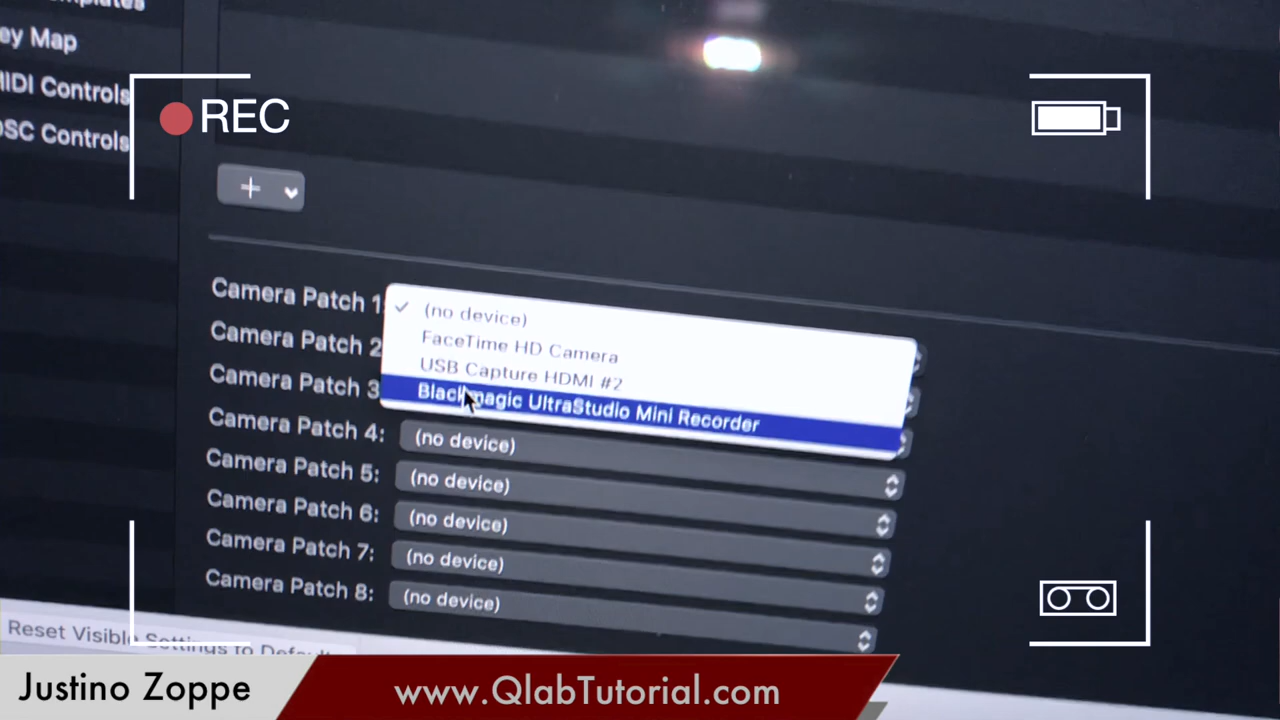 ey Map
MIDI Controls
OSC Controls
REC
+
Camera Patch 1
(no device)
Camera Patch 2
FaceTime HD Camera
USB Capture HDMI #2
Camera Patch 3
Blackmagic UltraStudio Mini Recorder
Camera Patch 4:
(no device)
Camera Patch 5:
(no device)
Camera Patch 6:
(no device)
Camera Patch 7:
(no device)
Camera Patch 8:
(no device)
Reset Visible Settings to Defaul
Justino Zoppe
www.QlabTutorial.com